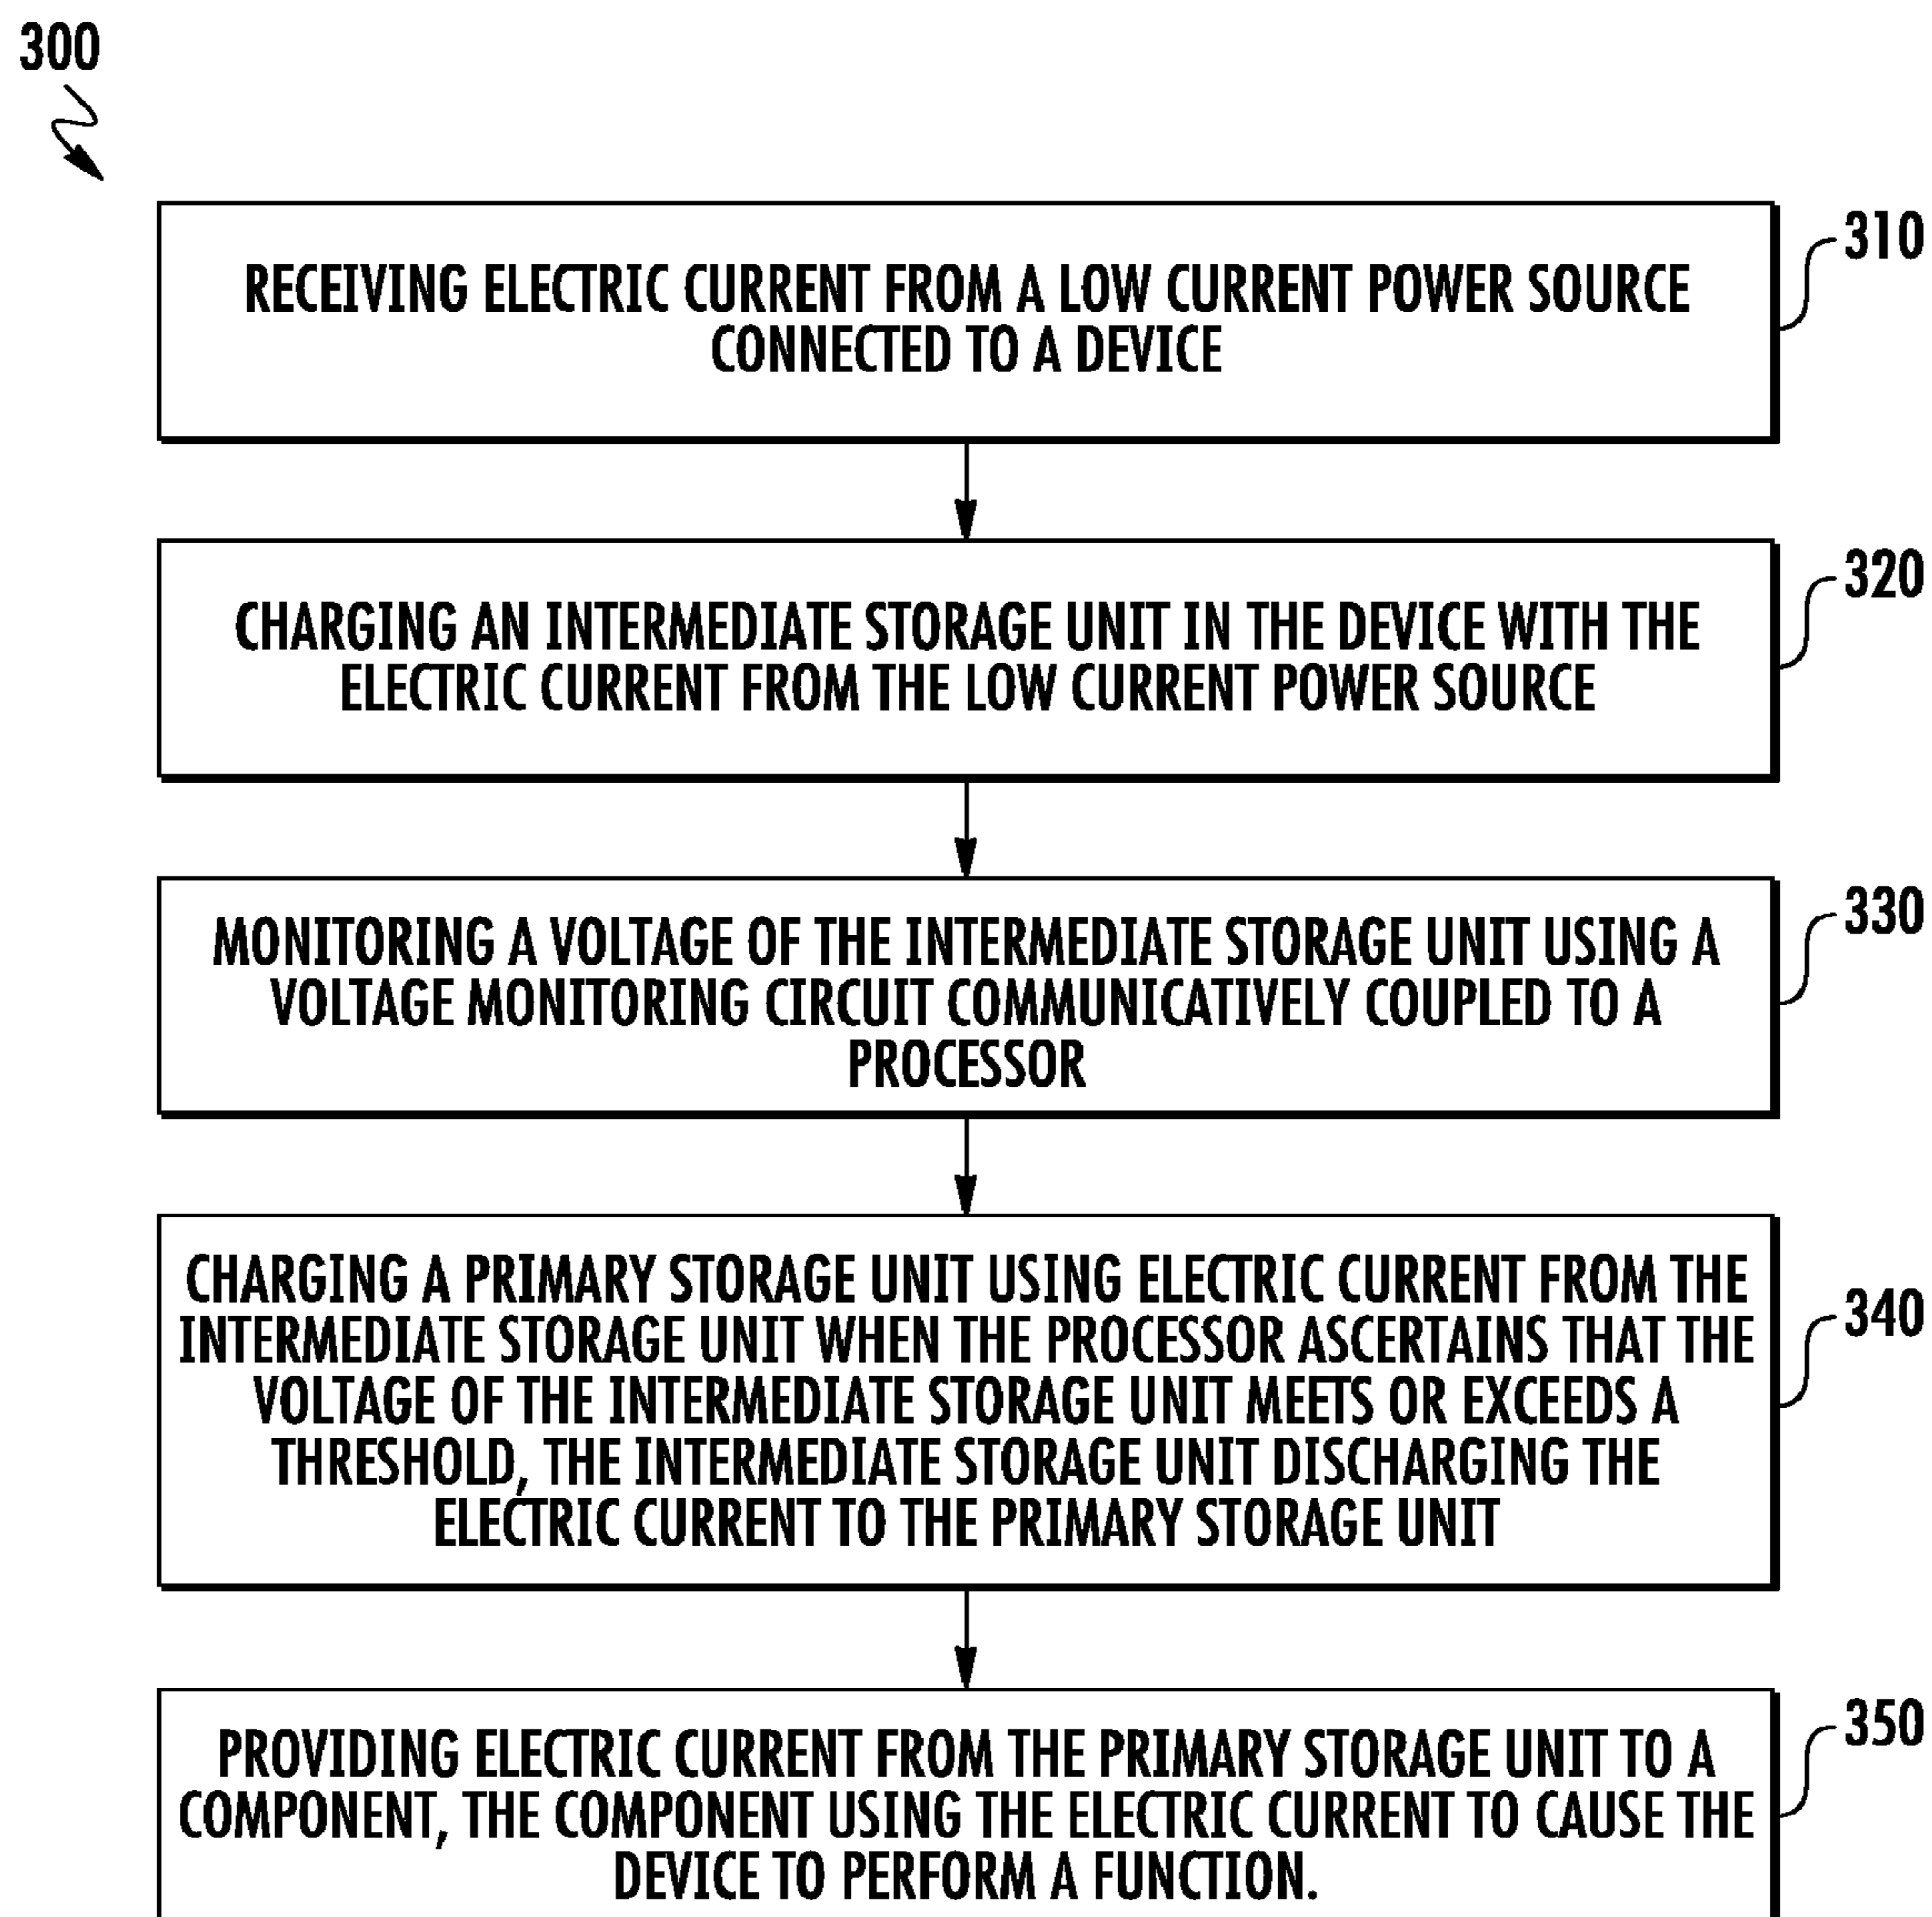 300
RECEIVING ELECTRIC CURRENT FROM A LOW CURRENT POWER SOURCE
CONNECTED TO A DEVICE
310
CHARGING AN INTERMEDIATE STORAGE UNIT IN THE DEVICE WITH THE
ELECTRIC CURRENT FROM THE LOW CURRENT POWER SOURCE
320
MONITORING A VOLTAGE OF THE INTERMEDIATE STORAGE UNIT USING A
VOLTAGE MONITORING CIRCUIT COMMUNICATIVELY COUPLED TO A
PROCESSOR
330
CHARGING A PRIMARY STORAGE UNIT USING ELECTRIC CURRENT FROM THE
INTERMEDIATE STORAGE UNIT WHEN THE PROCESSOR ASCERTAINS THAT THE
VOLTAGE OF THE INTERMEDIATE STORAGE UNIT MEETS OR EXCEEDS A
THRESHOLD, THE INTERMEDIATE STORAGE UNIT DISCHARGING THE
ELECTRIC CURRENT TO THE PRIMARY STORAGE UNIT
340
PROVIDING ELECTRIC CURRENT FROM THE PRIMARY STORAGE UNIT TO A
COMPONENT, THE COMPONENT USING THE ELECTRIC CURRENT TO CAUSE THE
DEVICE TO PERFORM A FUNCTION.
350